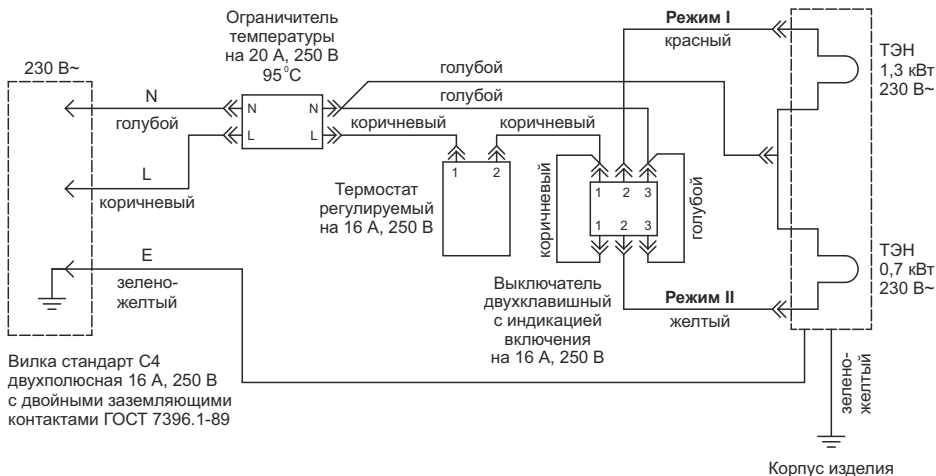 230 В~
N
голубой
L
коричневый
E
зелено-
желтый
Вилка стандарт С4
двухполюсная 16 А, 250 В
с двойными заземляющими
контактами ГОСТ 7396.1-89
Ограничитель
температуры
на 20 А, 250 В
95⁰С
N
N
L
L
голубой
голубой
коричневый
коричневый
1
2
Термостат
регулируемый
на 16 А, 250 В
Режим I
красный
коричневый
1
2
3
1
2
3
голубой
Выключатель
двухклавишный
с индикацией
включения
на 16 А, 250 В
Режим II
желтый
ТЭН
1,3 кВт
230 В~
ТЭН
0,7 кВт
230 В~
зелено-
желтый
Корпус изделия